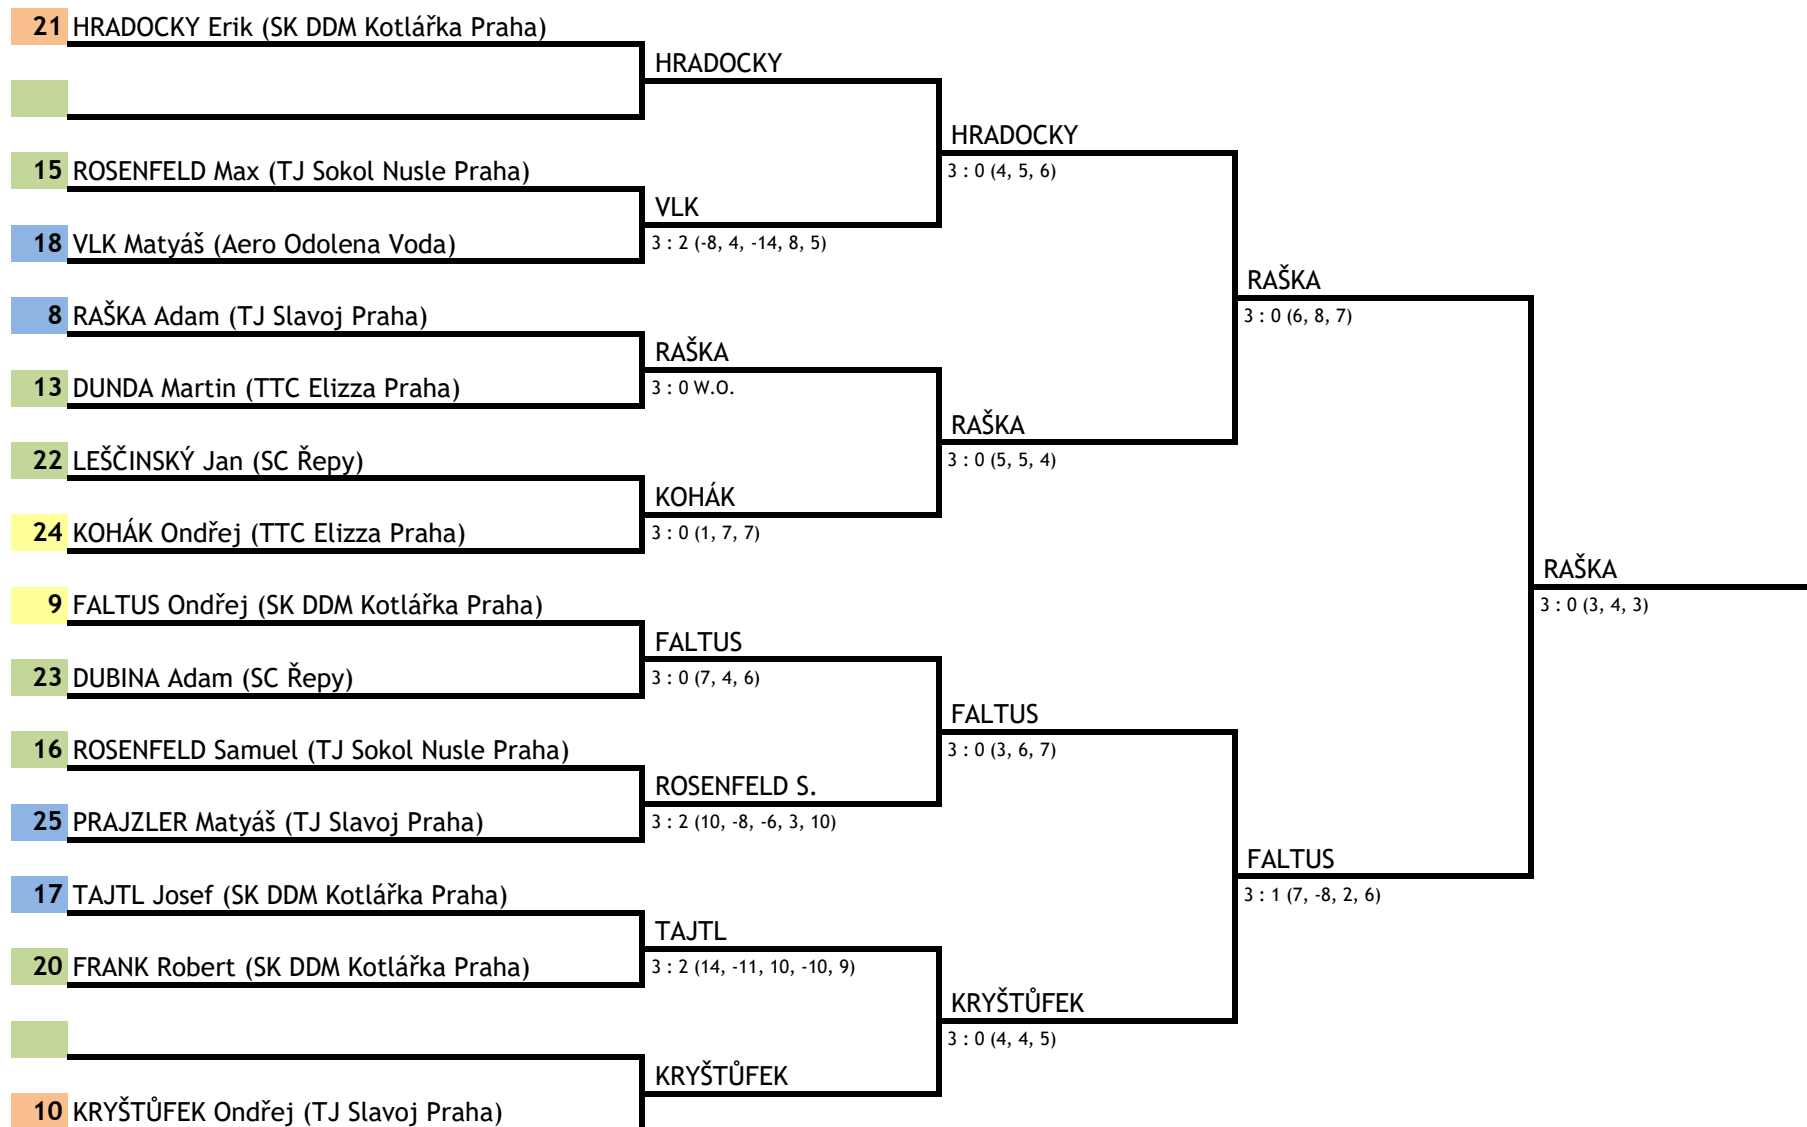 21 HRADOCKY Erik (SK DDM Kotlářka Praha)
HRADOCKY
HRADOCKY
3 : 0 (4, 5, 6)
15 ROSENFELD Max (TJ Sokol Nusle Praha)
VLK
3 : 2 (-8, 4, -14, 8, 5)
18 VLK Matyáš (Aero Odolena Voda)
RAŠKA
3 : 0 (6, 8, 7)
8 RAŠKA Adam (TJ Slavoj Praha)
RAŠKA
3 : 0 W.O.
13 DUNDA Martin (TTC Elizza Praha)
RAŠKA
3 : 0 (5, 5, 4)
22 LEŠČINSKÝ Jan (SC Řepy)
KOHÁK
3 : 0 (1, 7, 7)
24 KOHÁK Ondřej (TTC Elizza Praha)
RAŠKA
3 : 0 (3, 4, 3)
9 FALTUS Ondřej (SK DDM Kotlářka Praha)
FALTUS
3 : 0 (7, 4, 6)
23 DUBINA Adam (SC Řepy)
FALTUS
3 : 0 (3, 6, 7)
16 ROSENFELD Samuel (TJ Sokol Nusle Praha)
ROSENFELD S.
3 : 2 (10, -8, -6, 3, 10)
25 PRAJZLER Matyáš (TJ Slavoj Praha)
FALTUS
3 : 1 (7, -8, 2, 6)
17 TAJTL Josef (SK DDM Kotlářka Praha)
TAJTL
3 : 2 (14, -11, 10, -10, 9)
20 FRANK Robert (SK DDM Kotlářka Praha)
KRYŠTŮFEK
3 : 0 (4, 4, 5)
KRYŠTŮFEK
10 KRYŠTŮFEK Ondřej (TJ Slavoj Praha)